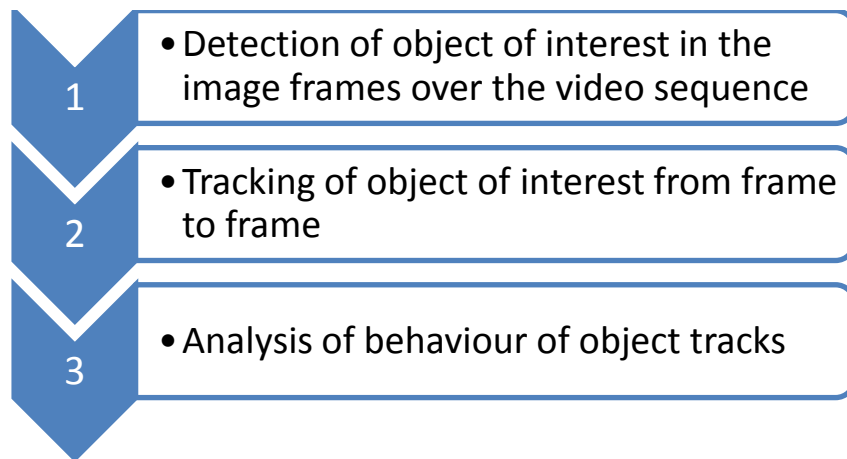 1
• Detection of object of interest in the
image frames over the video sequence
2
• Tracking of object of interest from frame
to frame
3
• Analysis of behaviour of object tracks